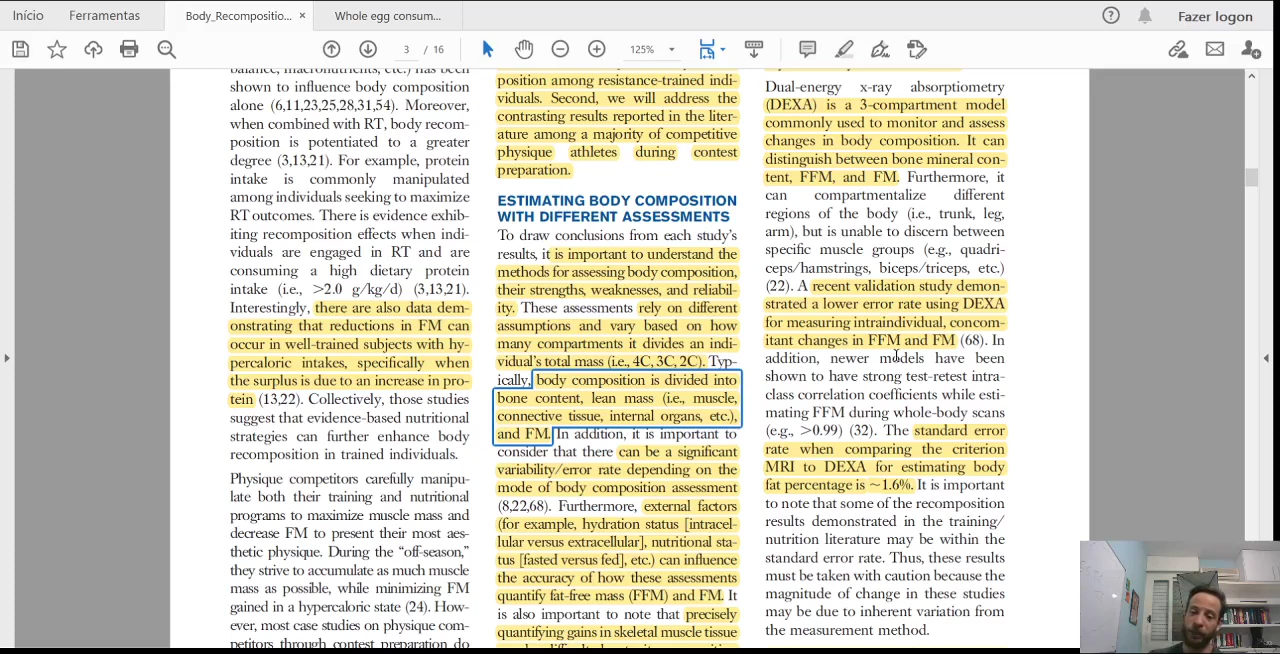 Início
Ferramentas
Body_Recompositio...
Whole egg consum...
Fazer logon
3 / 16
125%
balance, macronutrients, etc.) has been
shown to influence body composition
alone (6,11,23,25,28,31,54). Moreover,
when combined with RT, body recom-
position is potentiated to a greater
degree (3,13,21). For example, protein
intake is commonly manipulated
among individuals seeking to maximize
RT outcomes. There is evidence exhib-
iting recomposition effects when indi-
viduals are engaged in RT and are
consuming a high dietary protein
intake (i.e., >2.0 g/kg/d) (3,13,21).
Interestingly, there are also data dem-
onstrating that reductions in FM can
occur in well-trained subjects with hy-
percaloric intakes, specifically when
the surplus is due to an increase in pro-
tein (13,22). Collectively, those studies
suggest that evidence-based nutritional
strategies can further enhance body
recomposition in trained individuals.
Physique competitors carefully manipu-
late both their training and nutritional
programs to maximize muscle mass and
decrease FM to present their most aes-
thetic physique. During the “off-season,”
they strive to accumulate as much muscle
mass as possible, while minimizing FM
gained in a hypercaloric state (24). How-
ever, most case studies on physique com-
petitors through contest preparation do
position among resistance-trained indi-
viduals. Second, we will address the
contrasting results reported in the liter-
ature among a majority of competitive
physique athletes during contest
preparation.
ESTIMATING BODY COMPOSITION
WITH DIFFERENT ASSESSMENTS
To draw conclusions from each study’s
results, it is important to understand the
methods for assessing body composition,
their strengths, weaknesses, and reliabil-
ity. These assessments rely on different
assumptions and vary based on how
many compartments it divides an indi-
vidual’s total mass (i.e., 4C, 3C, 2C). Typ-
ically, body composition is divided into
bone content, lean mass (i.e., muscle,
connective tissue, internal organs, etc.),
and FM. In addition, it is important to
consider that there can be a significant
variability/error rate depending on the
mode of body composition assessment
(8,22,68). Furthermore, external factors
(for example, hydration status [intracel-
lular versus extracellular], nutritional sta-
tus [fasted versus fed], etc.) can influence
the accuracy of how these assessments
quantify fat-free mass (FFM) and FM. It
is also important to note that precisely
quantifying gains in skeletal muscle tissue
Dual-energy x-ray absorptiometry
(DEXA) is a 3-compartment model
commonly used to monitor and assess
changes in body composition. It can
distinguish between bone mineral con-
tent, FFM, and FM. Furthermore, it
can compartmentalize different
regions of the body (i.e., trunk, leg,
arm), but is unable to discern between
specific muscle groups (e.g., quadri-
ceps/hamstrings, biceps/triceps, etc.)
(22). A recent validation study demon-
strated a lower error rate using DEXA
for measuring intraindividual, concom-
itant changes in FFM and FM (68). In
addition, newer models have been
shown to have strong test-retest intra-
class correlation coefficients while esti-
mating FFM during whole-body scans
(e.g., >0.99) (32). The standard error
rate when comparing the criterion
MRI to DEXA for estimating body
fat percentage is ~1.6%. It is important
to note that some of the recomposition
results demonstrated in the training/
nutrition literature may be within the
standard error rate. Thus, these results
must be taken with caution because the
magnitude of change in these studies
may be due to inherent variation from
the measurement method.